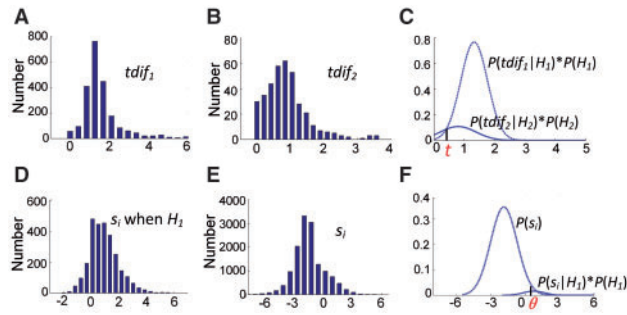 A
B
C
800
600
400
200
0
Number
tdif₁
0 2 4 6
80
60
40
20
0
Number
tdif₂
0 1 2 3 4
0.8
0.6
0.4
0.2
0
P(tdif₁|H₁)*P(H₁)
P(tdif₂|H₂)*P(H₂)
0 1 2 3 5
t
D
E
F
600
400
200
0
Number
sᵢ when H₁
-2 0 2 4 6
4000
3000
2000
1000
0
Number
sᵢ
-6 -3 0 3 6
0.4
0.3
0.2
0.1
0
P(sᵢ)
P(sᵢ|H₁)*P(H₁)
-6 -3 0 3 6
θ